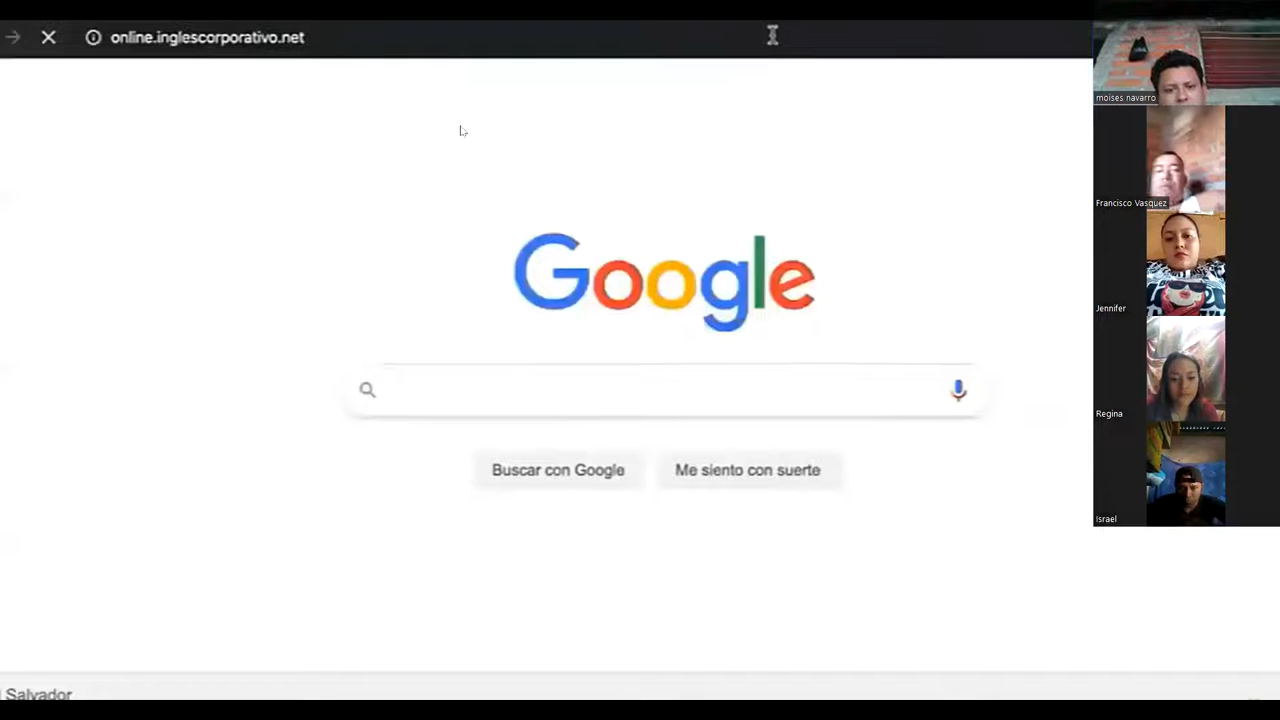 online.inglescorporativo.net
moises navarro
Francisco Vasquez
Google
Jennifer
Regina
Buscar con Google
Me siento con suerte
Israel
Salvador